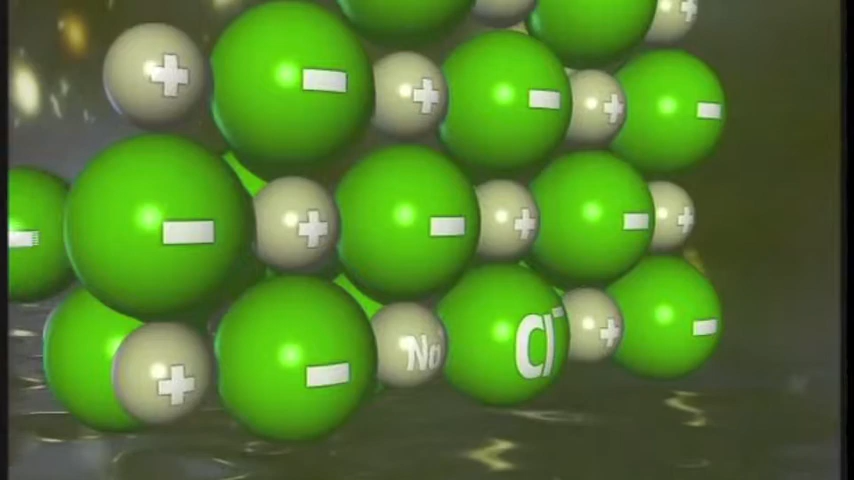 + − + − + − +
− − + − + − +
+ − Na Cl⁻ + −